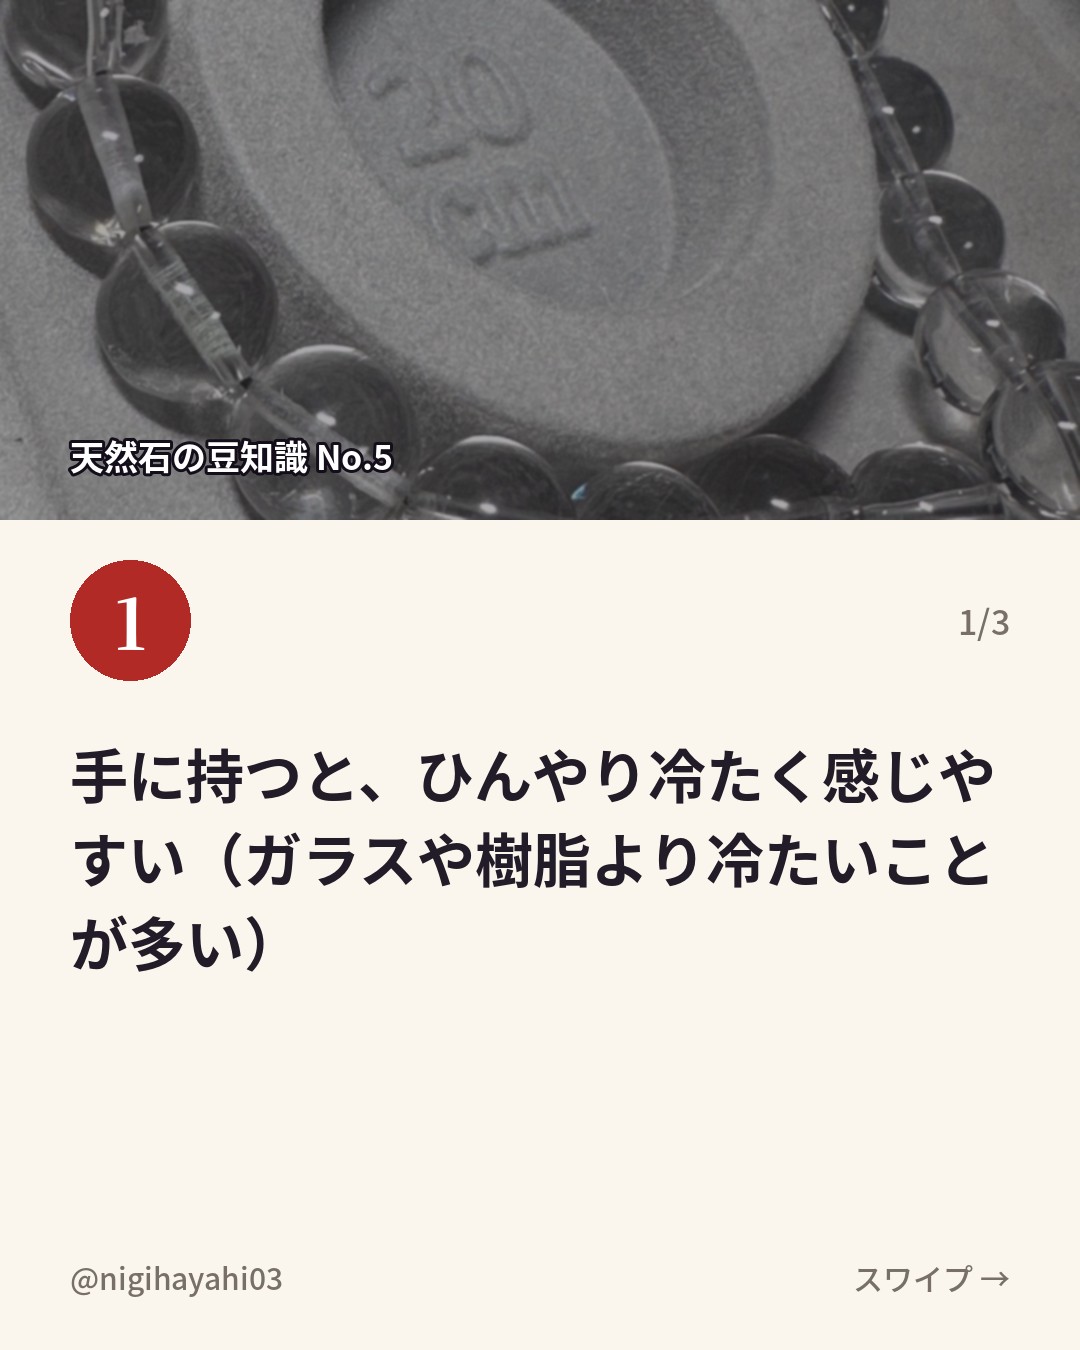 20
cm
天然石の豆知識 No.5
1
1/3
手に持つと、ひんやり冷たく感じや
すい（ガラスや樹脂より冷たいこと
が多い）
@nigihayahi03
スワイプ →